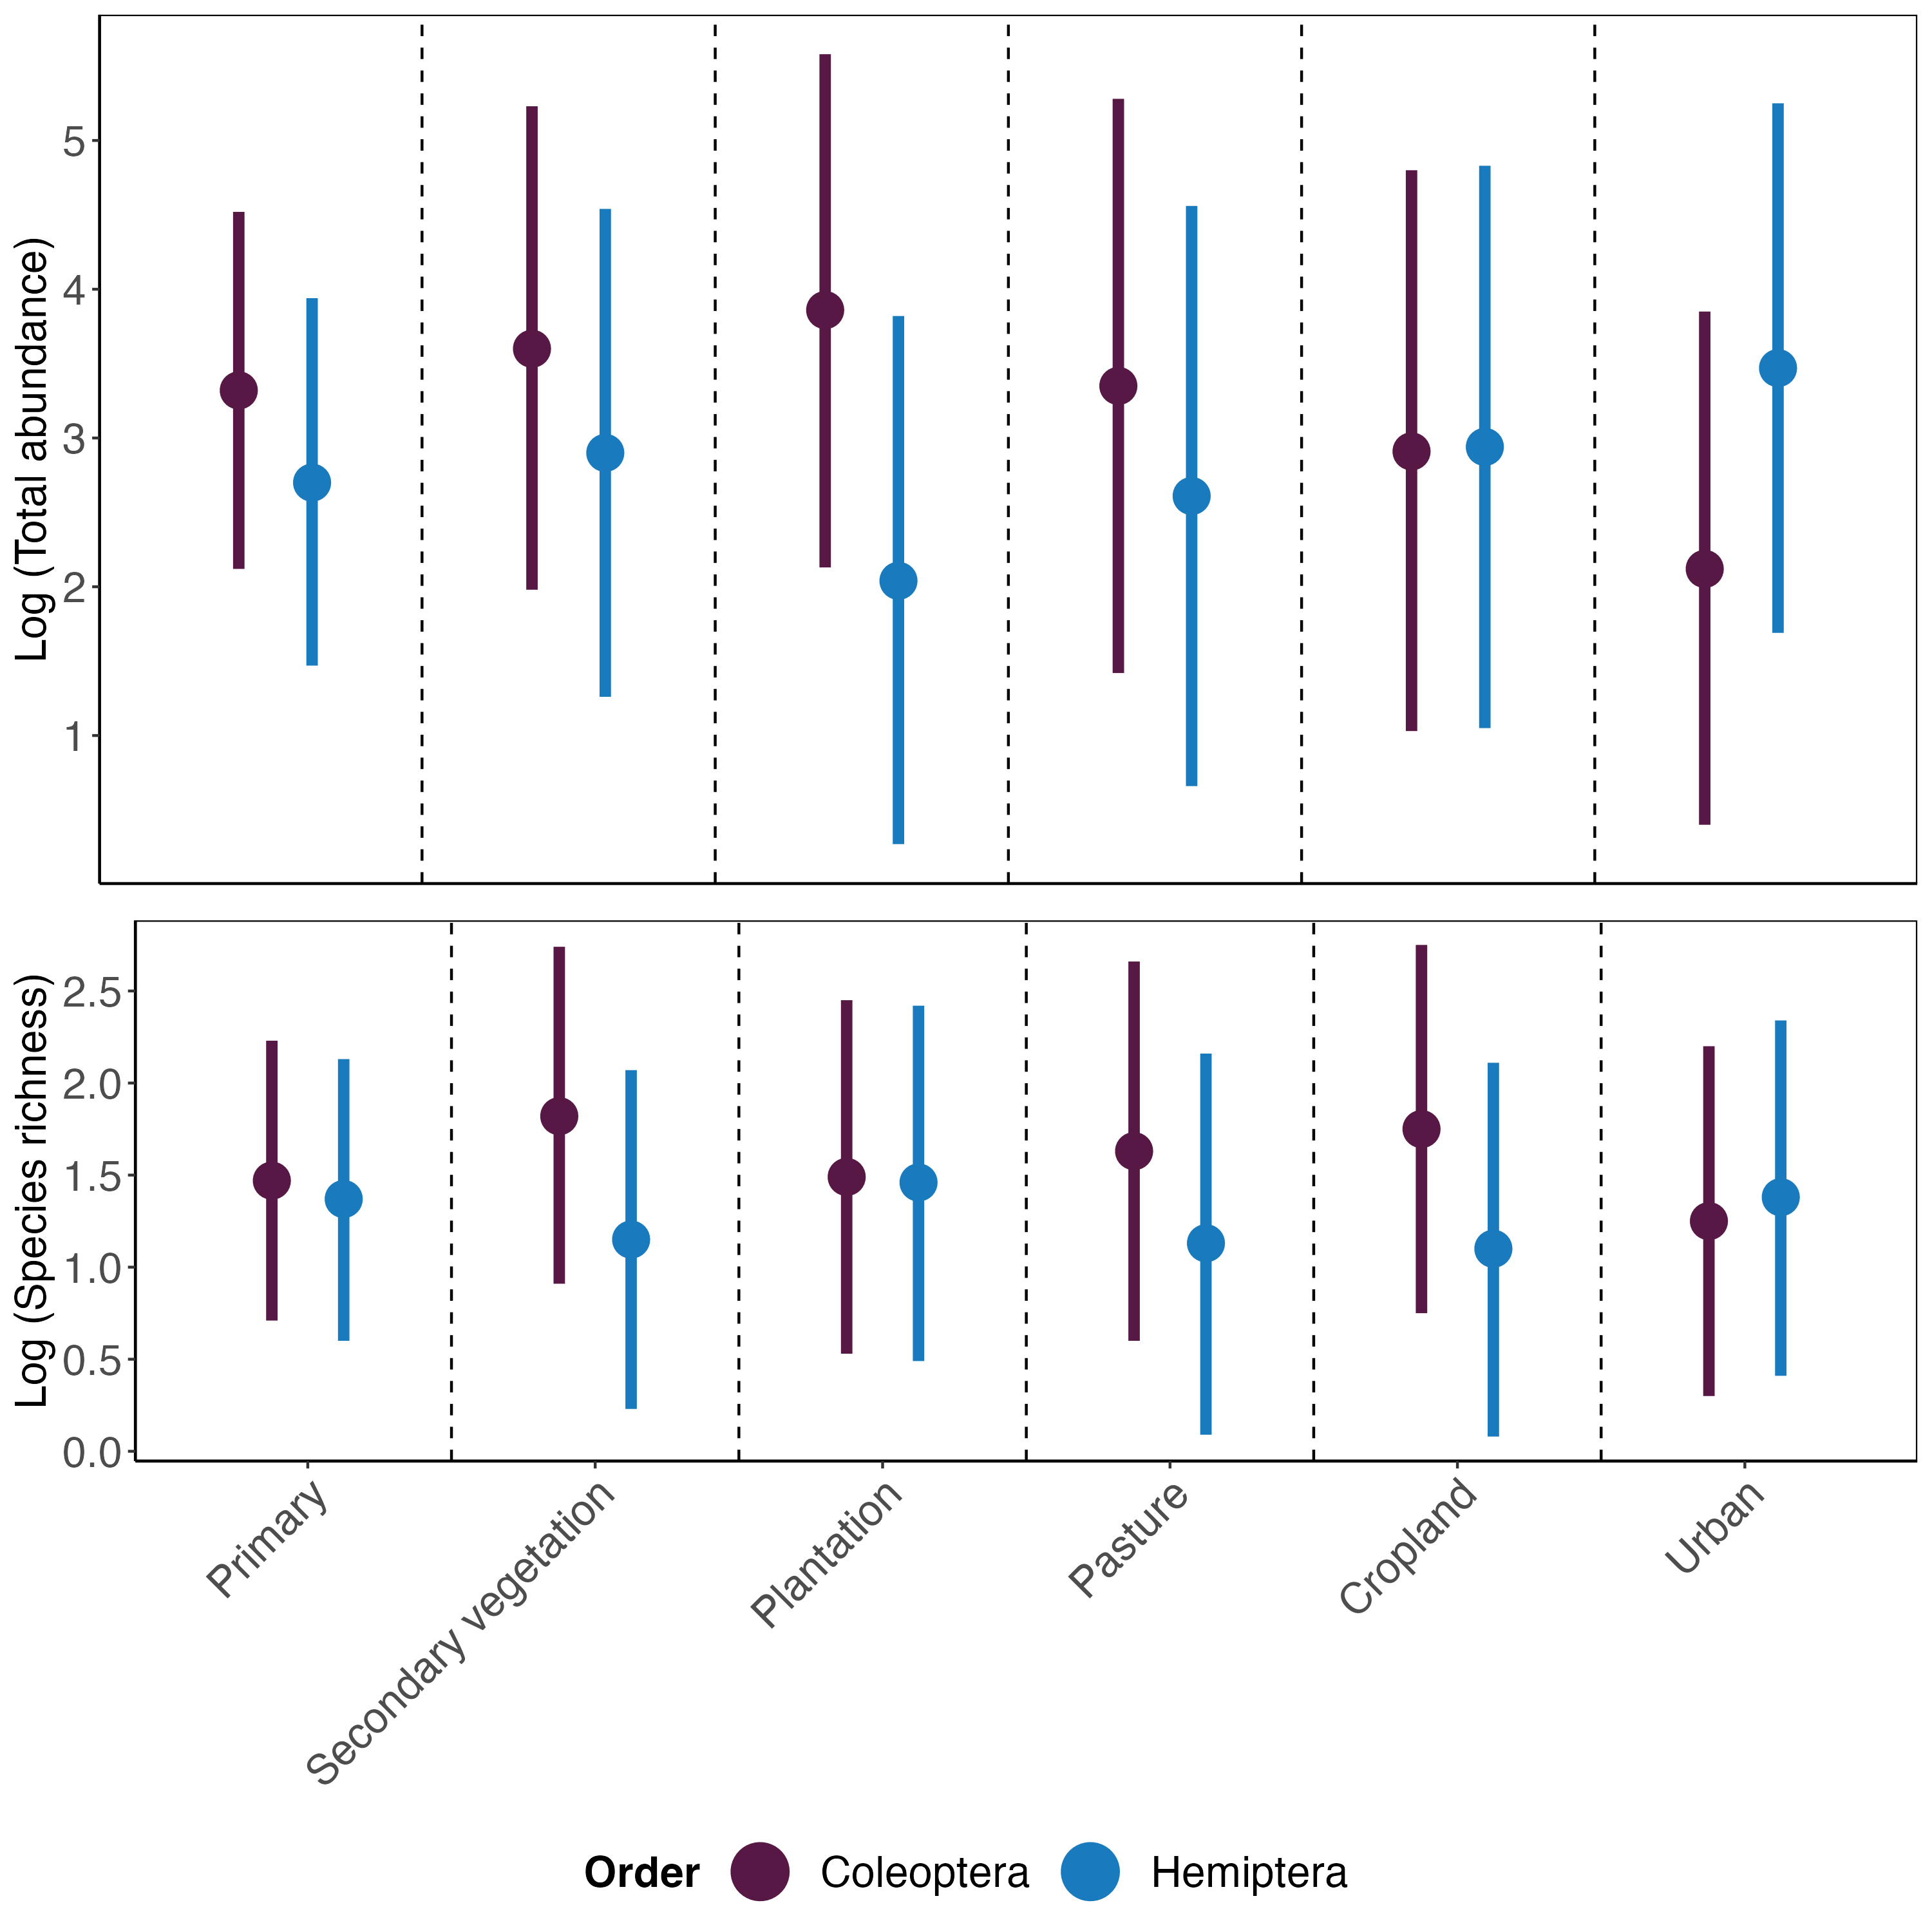 Log (Total abundance)
5
4
3
2
1
Log (Species richness)
2.5
2.0
1.5
1.0
0.5
0.0
Primary
Secondary vegetation
Plantation
Pasture
Cropland
Urban
Order Coleoptera Hemiptera